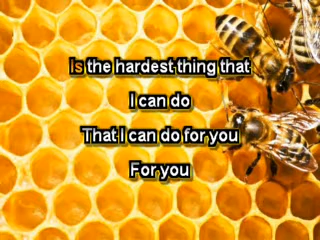 Is the hardest thing that
I can do
That I can do for you
For you